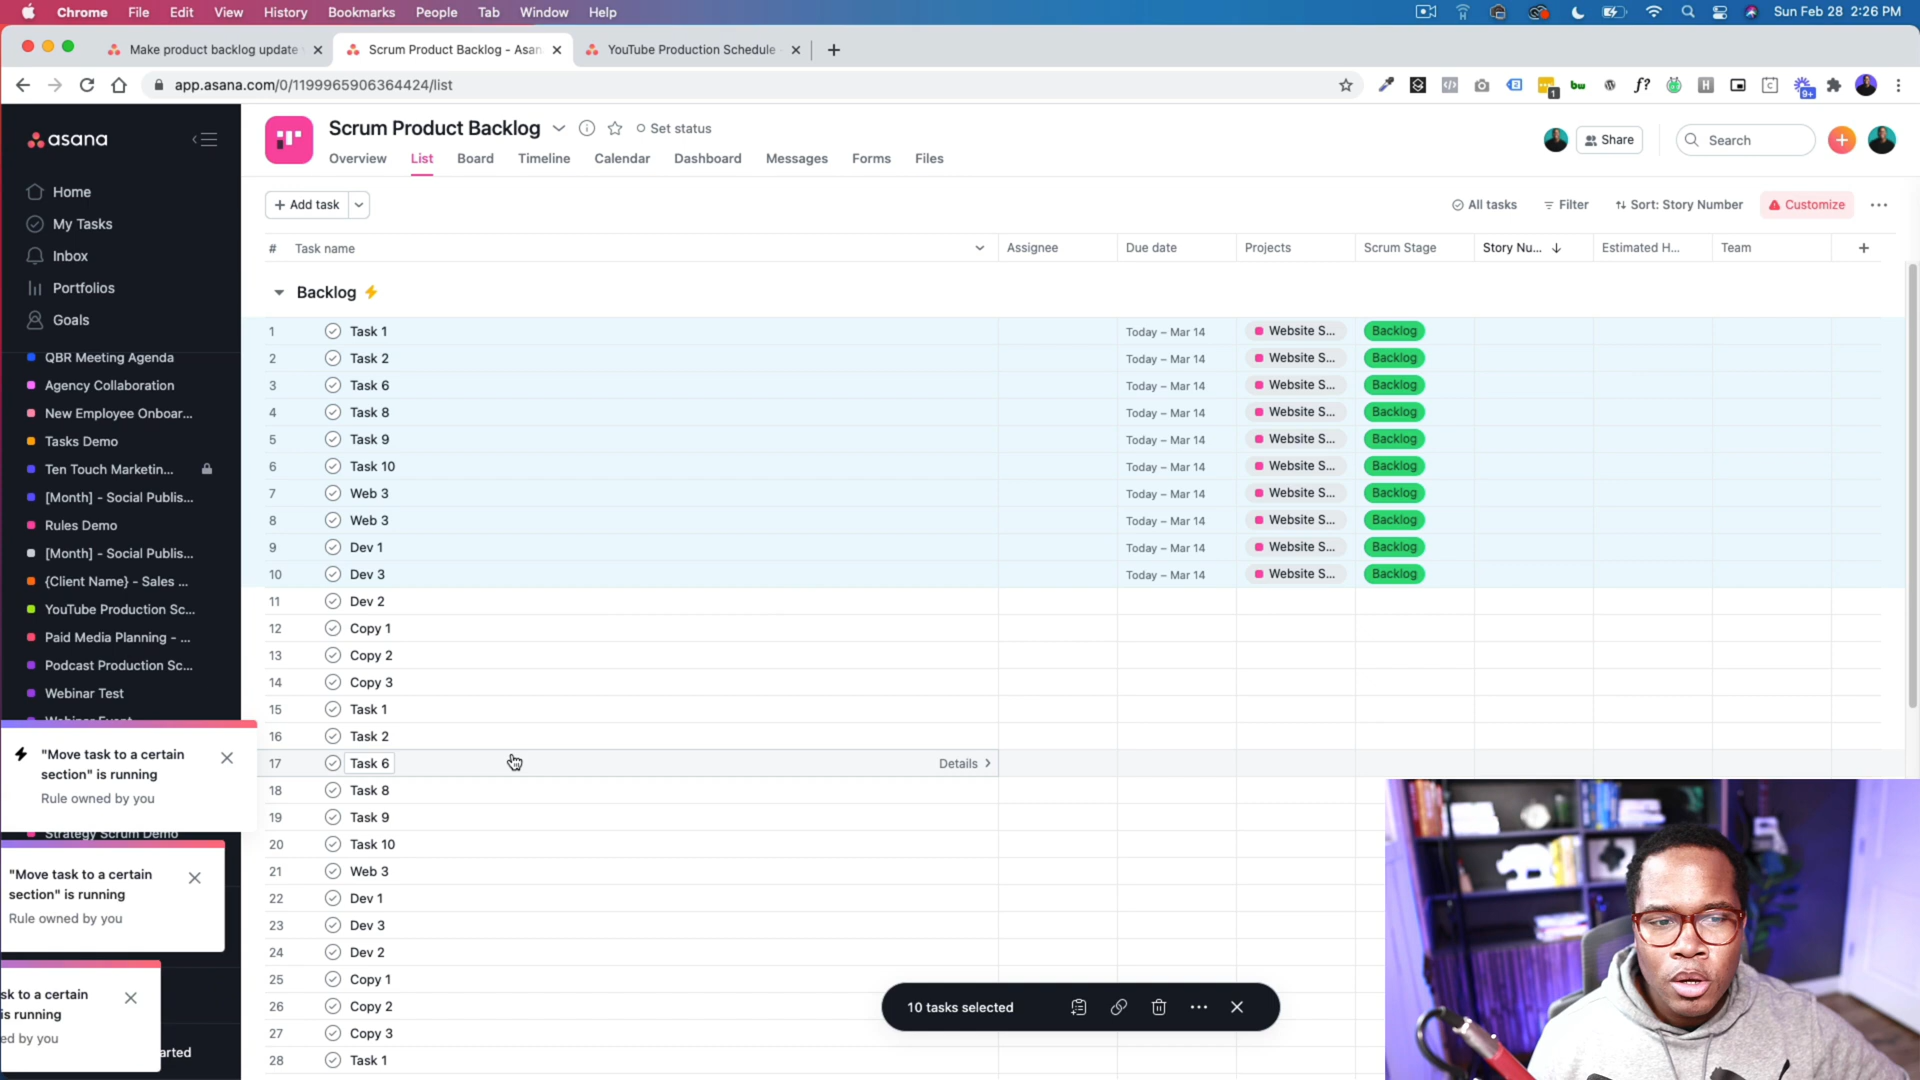 Chrome File Edit View History Bookmarks People Tab Window Help
Sun Feb 28 2:26 PM
Make product backlog update
Scrum Product Backlog - Asan
YouTube Production Schedule
app.asana.com/0/1199965906364424/list
asana
Home
My Tasks
Inbox
Portfolios
Goals
QBR Meeting Agenda
Agency Collaboration
New Employee Onboar...
Tasks Demo
Ten Touch Marketin...
[Month] - Social Publis...
Rules Demo
[Month] - Social Publis...
{Client Name} - Sales ...
YouTube Production Sc...
Paid Media Planning - ...
Podcast Production Sc...
Webinar Test
"Move task to a certain
section" is running
Rule owned by you
Strategy Scrum Demo
"Move task to a certain
section" is running
Rule owned by you
sk to a certain
is running
ed by you
arted
Scrum Product Backlog
Set status
Overview List Board Timeline Calendar Dashboard Messages Forms Files
Share
Search
+ Add task
All tasks Filter Sort: Story Number Customize
# Task name Assignee Due date Projects Scrum Stage Story Nu... Estimated H... Team
Backlog
1 Task 1 Today – Mar 14 Website S... Backlog
2 Task 2 Today – Mar 14 Website S... Backlog
3 Task 6 Today – Mar 14 Website S... Backlog
4 Task 8 Today – Mar 14 Website S... Backlog
5 Task 9 Today – Mar 14 Website S... Backlog
6 Task 10 Today – Mar 14 Website S... Backlog
7 Web 3 Today – Mar 14 Website S... Backlog
8 Web 3 Today – Mar 14 Website S... Backlog
9 Dev 1 Today – Mar 14 Website S... Backlog
10 Dev 3 Today – Mar 14 Website S... Backlog
11 Dev 2
12 Copy 1
13 Copy 2
14 Copy 3
15 Task 1
16 Task 2
17 Task 6 Details
18 Task 8
19 Task 9
20 Task 10
21 Web 3
22 Dev 1
23 Dev 3
24 Dev 2
25 Copy 1
26 Copy 2
27 Copy 3
28 Task 1
10 tasks selected